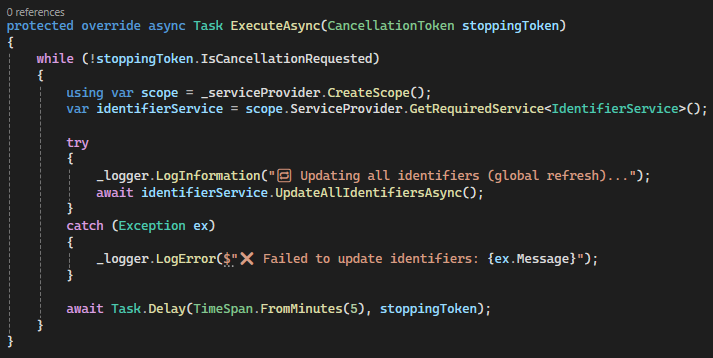 0 references
protected override async Task ExecuteAsync(CancellationToken stoppingToken)
{
    while (!stoppingToken.IsCancellationRequested)
    {
        using var scope = _serviceProvider.CreateScope();
        var identifierService = scope.ServiceProvider.GetRequiredService<IdentifierService>();

        try
        {
            _logger.LogInformation("🔁 Updating all identifiers (global refresh)...");
            await identifierService.UpdateAllIdentifiersAsync();
        }
        catch (Exception ex)
        {
            _logger.LogError($"❌ Failed to update identifiers: {ex.Message}");
        }

        await Task.Delay(TimeSpan.FromMinutes(5), stoppingToken);
    }
}